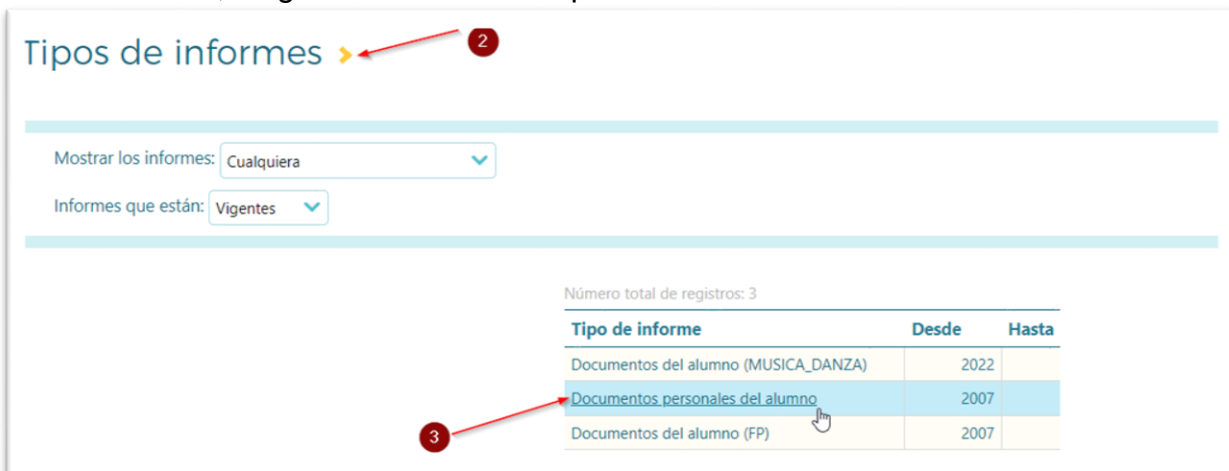 Tipos de informes
2
Mostrar los informes: Cualquiera
Informes que están: Vigentes
Número total de registros: 3
Tipo de informe Desde Hasta
Documentos del alumno (MUSICA_DANZA) 2022
Documentos personales del alumno 2007
3
Documentos del alumno (FP) 2007